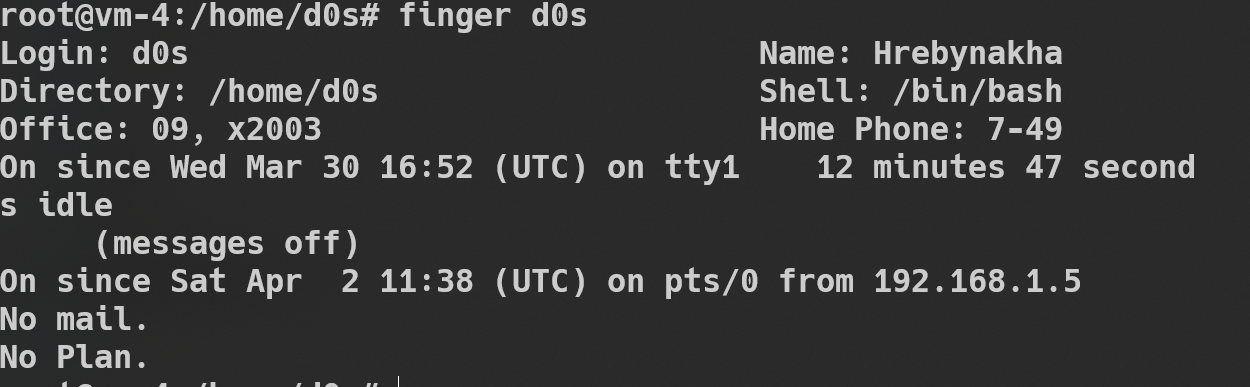 root@vm-4:/home/d0s# finger d0s
Login: d0s                              Name: Hrebynakha
Directory: /home/d0s                    Shell: /bin/bash
Office: 09, x2003                       Home Phone: 7-49
On since Wed Mar 30 16:52 (UTC) on tty1    12 minutes 47 second
s idle
     (messages off)
On since Sat Apr  2 11:38 (UTC) on pts/0 from 192.168.1.5
No mail.
No Plan.